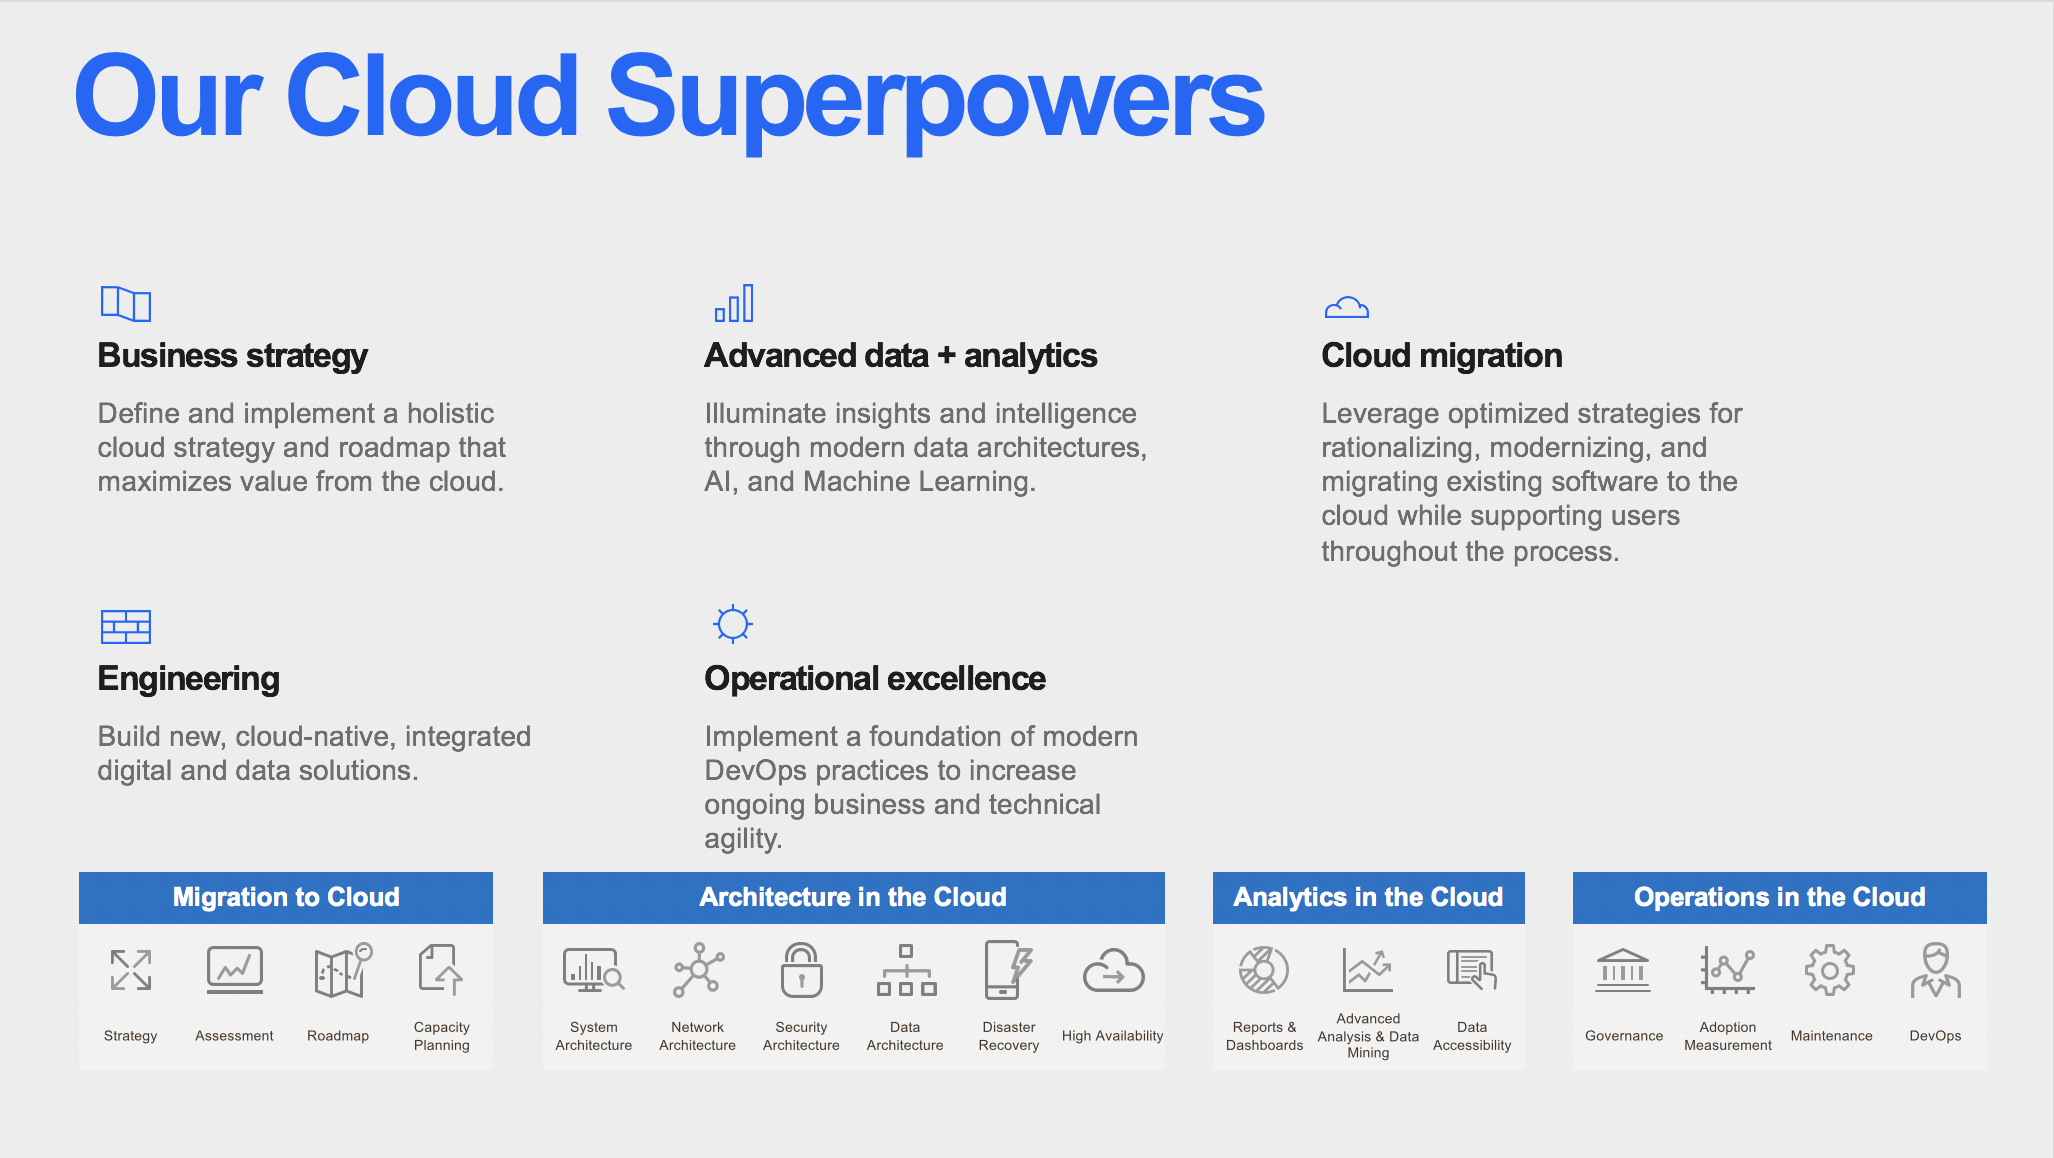 Our Cloud Superpowers
Business strategy
Define and implement a holistic
cloud strategy and roadmap that
maximizes value from the cloud.
Advanced data + analytics
Illuminate insights and intelligence
through modern data architectures,
AI, and Machine Learning.
Cloud migration
Leverage optimized strategies for
rationalizing, modernizing, and
migrating existing software to the
cloud while supporting users
throughout the process.
Engineering
Build new, cloud-native, integrated
digital and data solutions.
Operational excellence
Implement a foundation of modern
DevOps practices to increase
ongoing business and technical
agility.
Migration to Cloud
Strategy
Assessment
Roadmap
Capacity
Planning
Architecture in the Cloud
System
Architecture
Network
Architecture
Security
Architecture
Data
Architecture
Disaster
Recovery
High Availability
Analytics in the Cloud
Reports &
Dashboards
Advanced
Analysis & Data
Mining
Data
Accessibility
Operations in the Cloud
Governance
Adoption
Measurement
Maintenance
DevOps